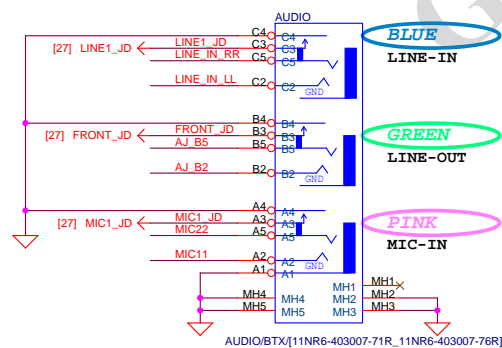 AUDIO
C4 C4 BLUE
[27] LINE1_JD LINE1_JD C3 C3 LINE-IN
LINE_IN_RR C5 C5
LINE_IN_LL C2 C2
GND
B4 B4 GREEN
[27] FRONT_JD FRONT_JD B3 B3
AJ_B5 B5 B5 LINE-OUT
AJ_B2 B2 B2
GND
A4 A4 PINK
[27] MIC1_JD MIC1_JD A3 A3
MIC22 A5 A5 MIC-IN
MIC11 A2 A2
GND
A1 A1
MH1 MH1
MH4 MH4 MH2 MH2
MH5 MH5 MH3 MH3
AUDIO/BTX/[11NR6-403007-71R_11NR6-403007-76R]